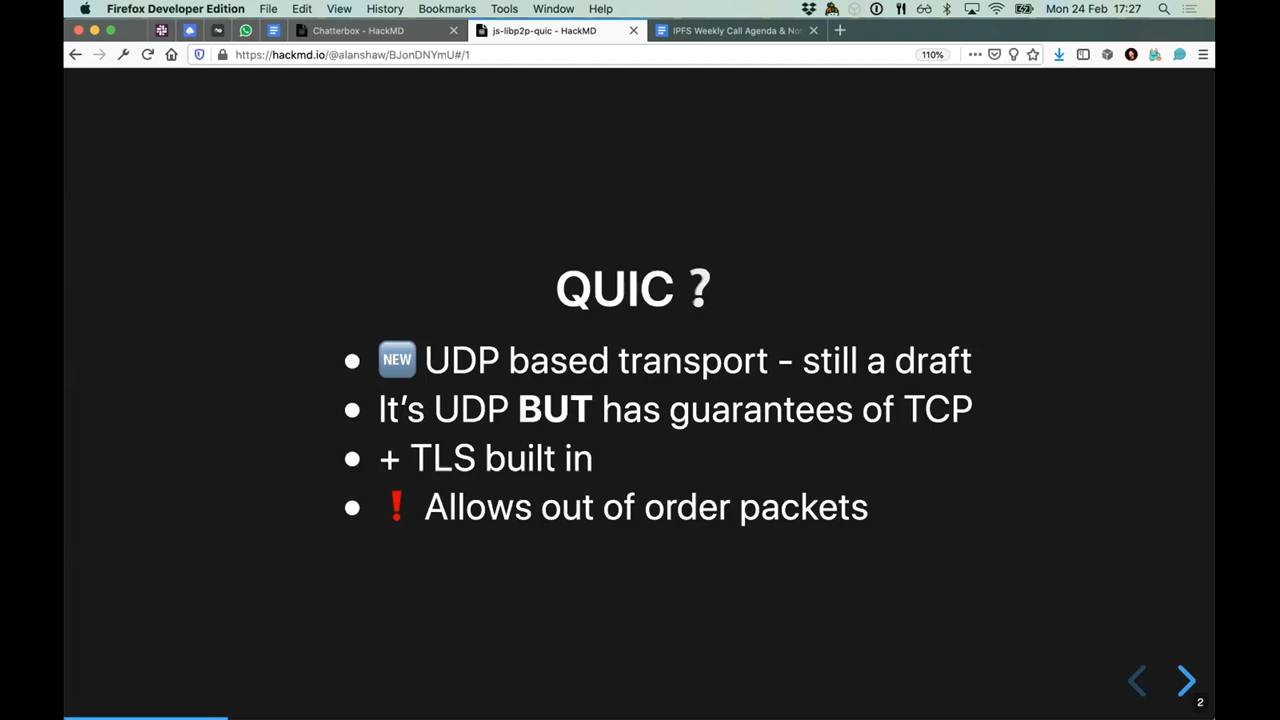 Firefox Developer Edition File Edit View History Bookmarks Tools Window Help Mon 24 Feb 17:27
Chatterbox - HackMD js-libp2p-quic - HackMD IPFS Weekly Call Agenda & No
https://hackmd.io/@alanshaw/BJonDNYmU#/1 110%
QUIC ❔
• 🆕 UDP based transport - still a draft
• It's UDP BUT has guarantees of TCP
• + TLS built in
• ❗ Allows out of order packets
2